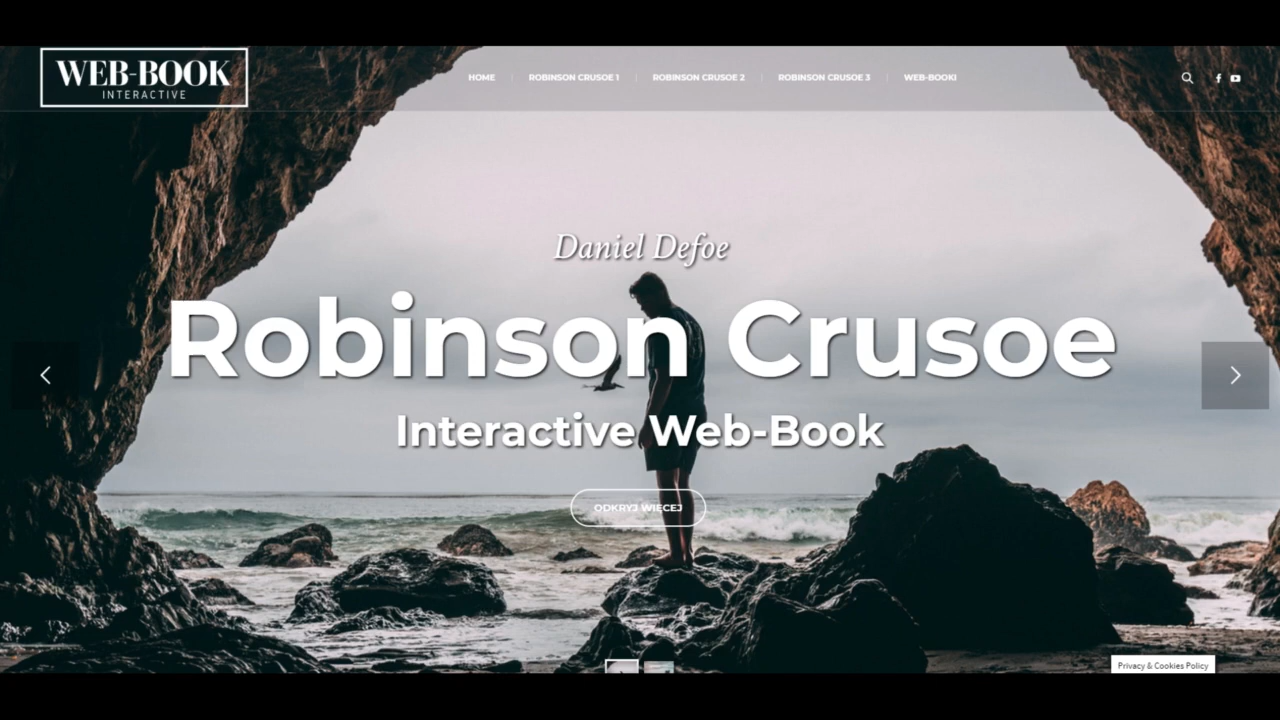 WEB-BOOK
INTERACTIVE
HOME
ROBINSON CRUSOE 1
ROBINSON CRUSOE 2
ROBINSON CRUSOE 3
WEB-BOOKI
Daniel Defoe
Robinson Crusoe
Interactive Web-Book
ODKRYJ WIĘCEJ
Privacy & Cookies Policy